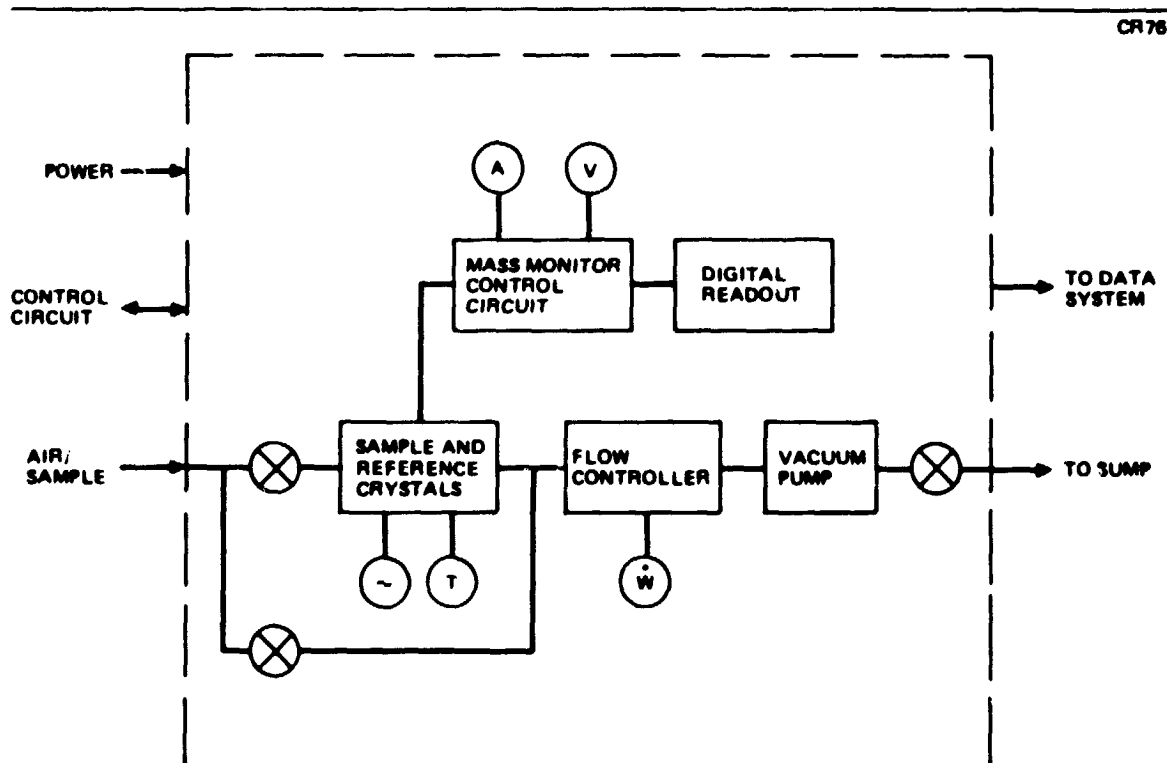 CR76
POWER
A
V
MASS MONITOR
CONTROL
CIRCUIT
DIGITAL
READOUT
CONTROL
CIRCUIT
TO DATA
SYSTEM
AIR/
SAMPLE
SAMPLE AND
REFERENCE
CRYSTALS
FLOW
CONTROLLER
VACUUM
PUMP
TO SUMP
~
T
Ẇ